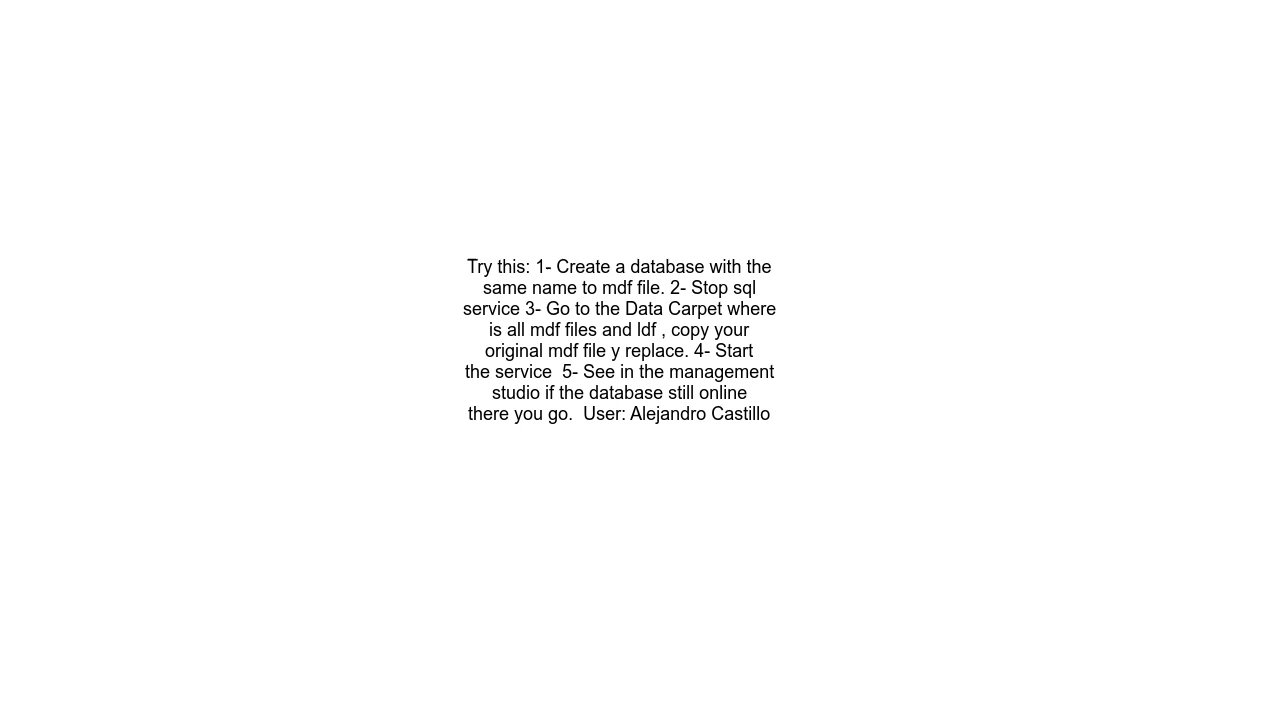 Try this: 1- Create a database with the
same name to mdf file. 2- Stop sql
service 3- Go to the Data Carpet where
is all mdf files and ldf , copy your
original mdf file y replace. 4- Start
the service  5- See in the management
studio if the database still online
there you go.  User: Alejandro Castillo